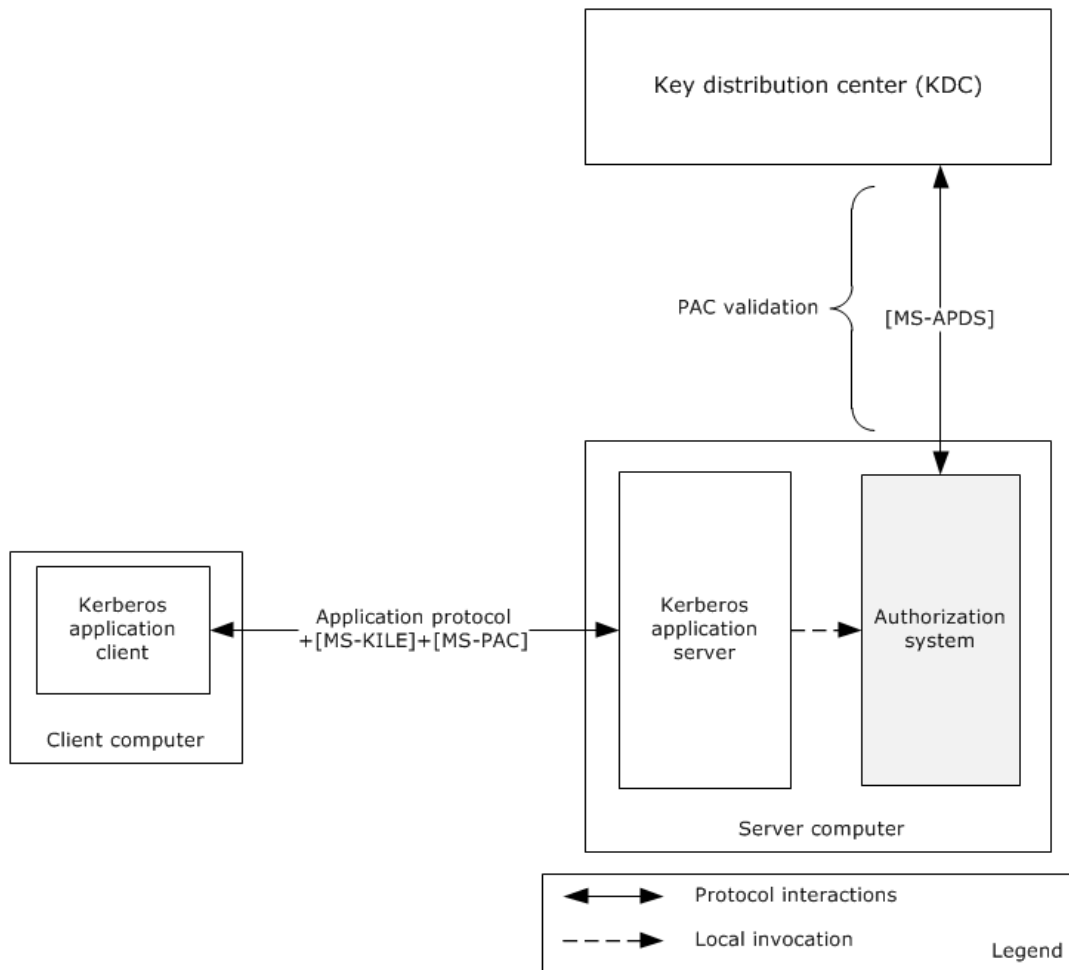 Key distribution center (KDC)
PAC validation
[MS-APDS]
Kerberos
application
client
Client computer
Application protocol
+[MS-KILE]+[MS-PAC]
Kerberos
application
server
Authorization
system
Server computer
Protocol interactions
Local invocation
Legend